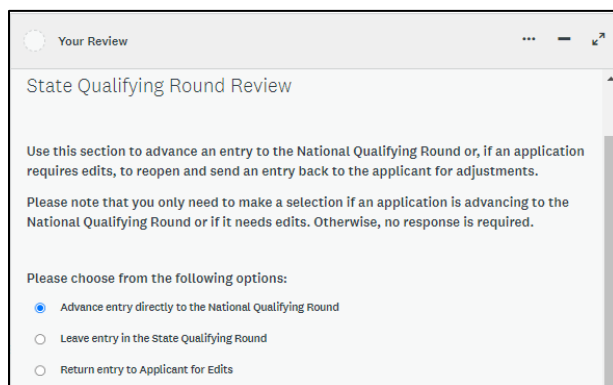 Your Review
State Qualifying Round Review
Use this section to advance an entry to the National Qualifying Round or, if an application
requires edits, to reopen and send an entry back to the applicant for adjustments.
Please note that you only need to make a selection if an application is advancing to the
National Qualifying Round or if it needs edits. Otherwise, no response is required.
Please choose from the following options:
Advance entry directly to the National Qualifying Round
Leave entry in the State Qualifying Round
Return entry to Applicant for Edits